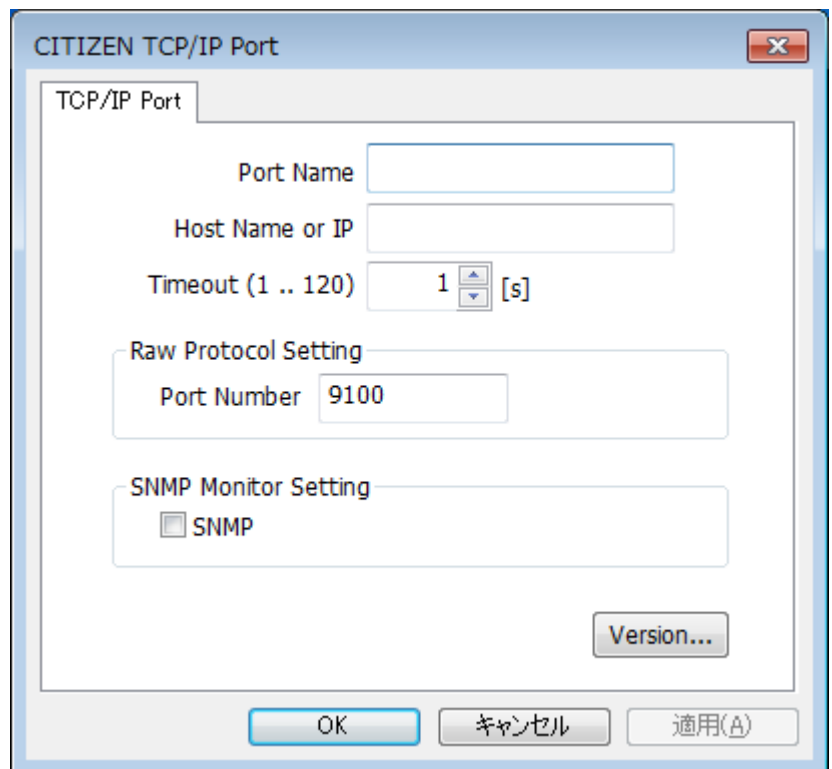 CITIZEN TCP/IP Port
TCP/IP Port
Port Name
Host Name or IP
Timeout (1 .. 120) 1 [s]
Raw Protocol Setting
Port Number 9100
SNMP Monitor Setting
SNMP
Version...
OK キャンセル 適用(A)